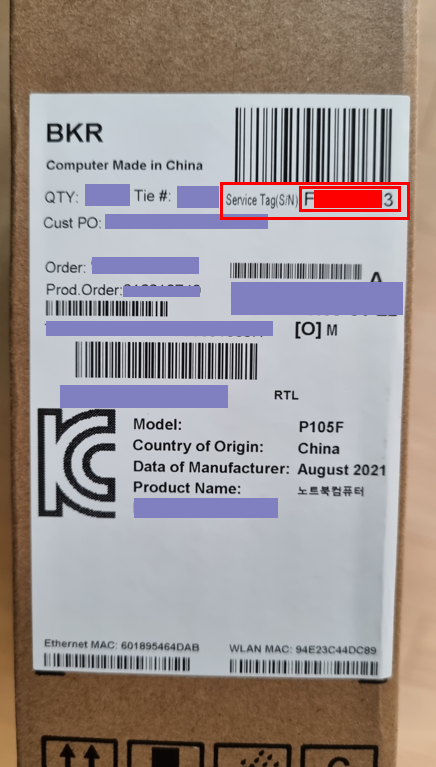 BKR
Computer Made in China
QTY: Tie #: Service Tag(S/N) F 3
Cust PO:
Order:
A
Prod.Order:
[O] M
RTL
Model: P105F
Country of Origin: China
Data of Manufacturer: August 2021
Product Name: 노트북컴퓨터
Ethernet MAC: 601895464DAB WLAN MAC: 94E23C44DC89